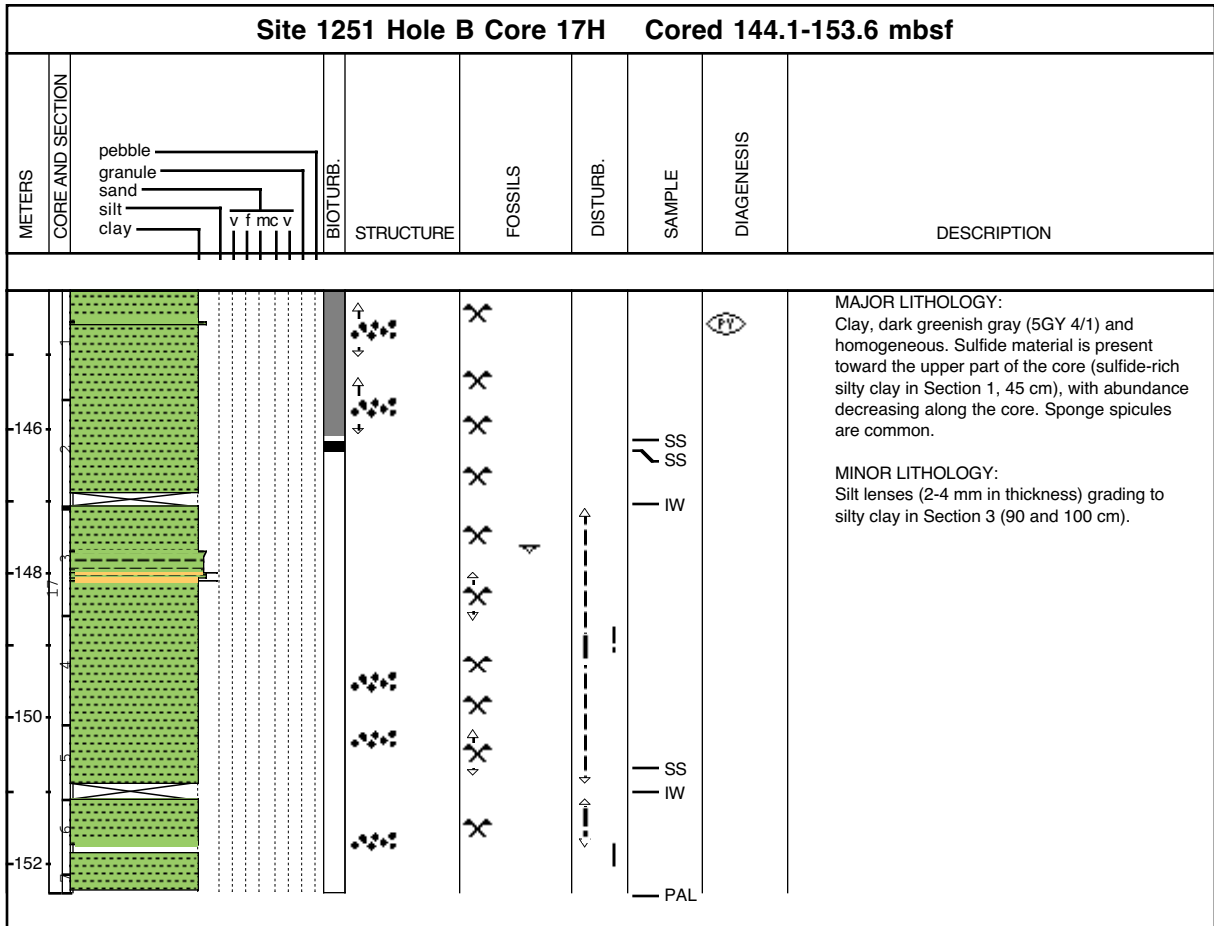 Site 1251 Hole B Core 17H Cored 144.1-153.6 mbsf
METERS
CORE AND SECTION
pebble
granule
sand
silt
v f mc v
clay
BIOTURB.
STRUCTURE
FOSSILS
DISTURB.
SAMPLE
DIAGENESIS
DESCRIPTION
146
148
150
152
17
1
2
3
4
5
6
7
SS
SS
IW
SS
IW
PAL
PY
MAJOR LITHOLOGY:
Clay, dark greenish gray (5GY 4/1) and
homogeneous. Sulfide material is present
toward the upper part of the core (sulfide-rich
silty clay in Section 1, 45 cm), with abundance
decreasing along the core. Sponge spicules
are common.
MINOR LITHOLOGY:
Silt lenses (2-4 mm in thickness) grading to
silty clay in Section 3 (90 and 100 cm).